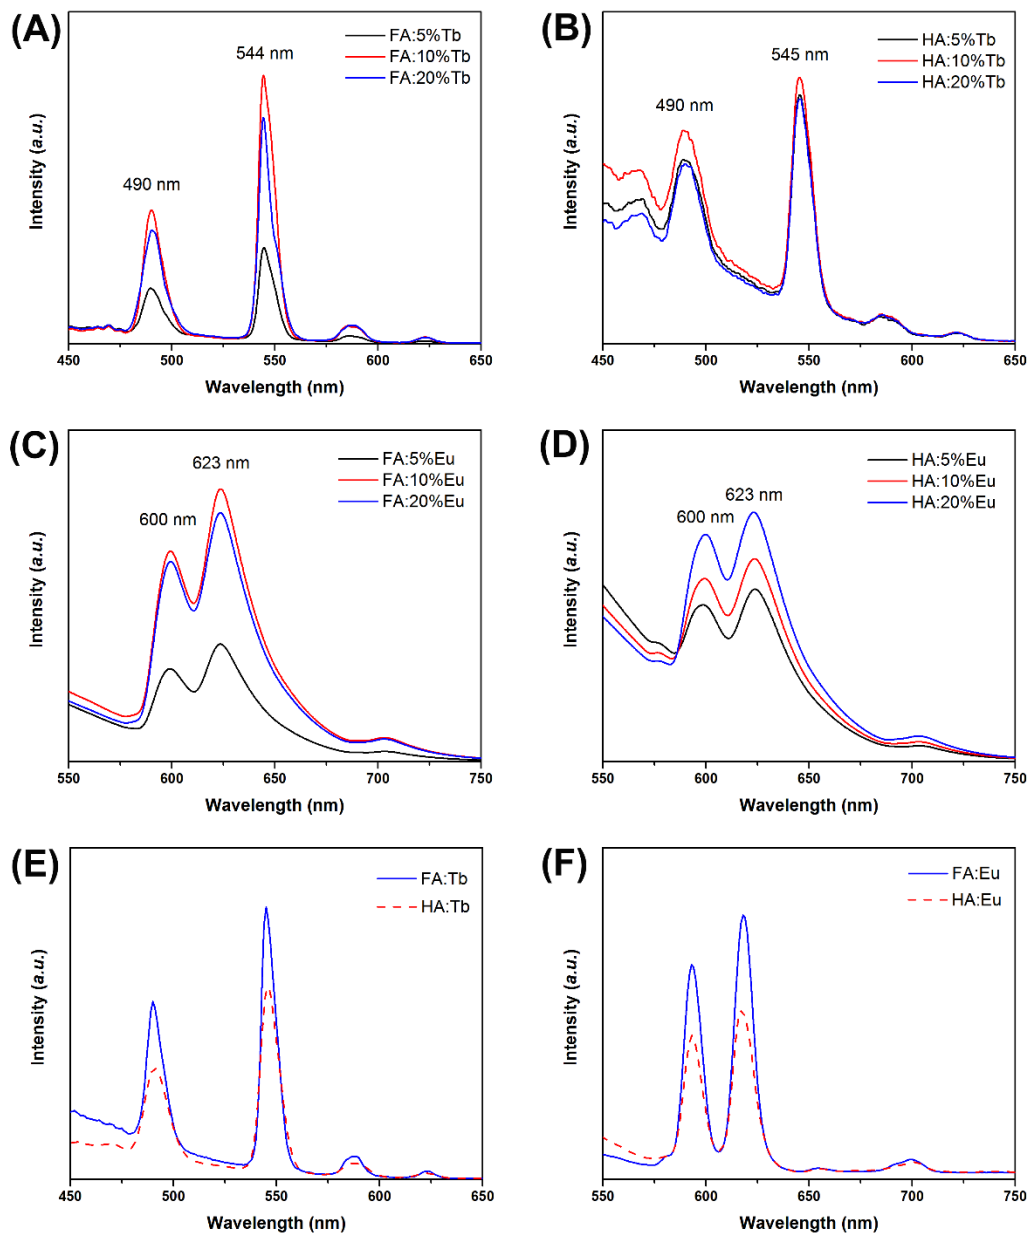 (A)
544 nm
490 nm
FA:5%Tb
FA:10%Tb
FA:20%Tb
Intensity (a.u.)
450 500 550 600 650
Wavelength (nm)
(B)
545 nm
490 nm
HA:5%Tb
HA:10%Tb
HA:20%Tb
Intensity (a.u.)
450 500 550 600 650
Wavelength (nm)
(C)
623 nm
600 nm
FA:5%Eu
FA:10%Eu
FA:20%Eu
Intensity (a.u.)
550 600 650 700 750
Wavelength (nm)
(D)
623 nm
600 nm
HA:5%Eu
HA:10%Eu
HA:20%Eu
Intensity (a.u.)
550 600 650 700 750
Wavelength (nm)
(E)
FA:Tb
HA:Tb
Intensity (a.u.)
450 500 550 600 650
Wavelength (nm)
(F)
FA:Eu
HA:Eu
Intensity (a.u.)
550 600 650 700 750
Wavelength (nm)